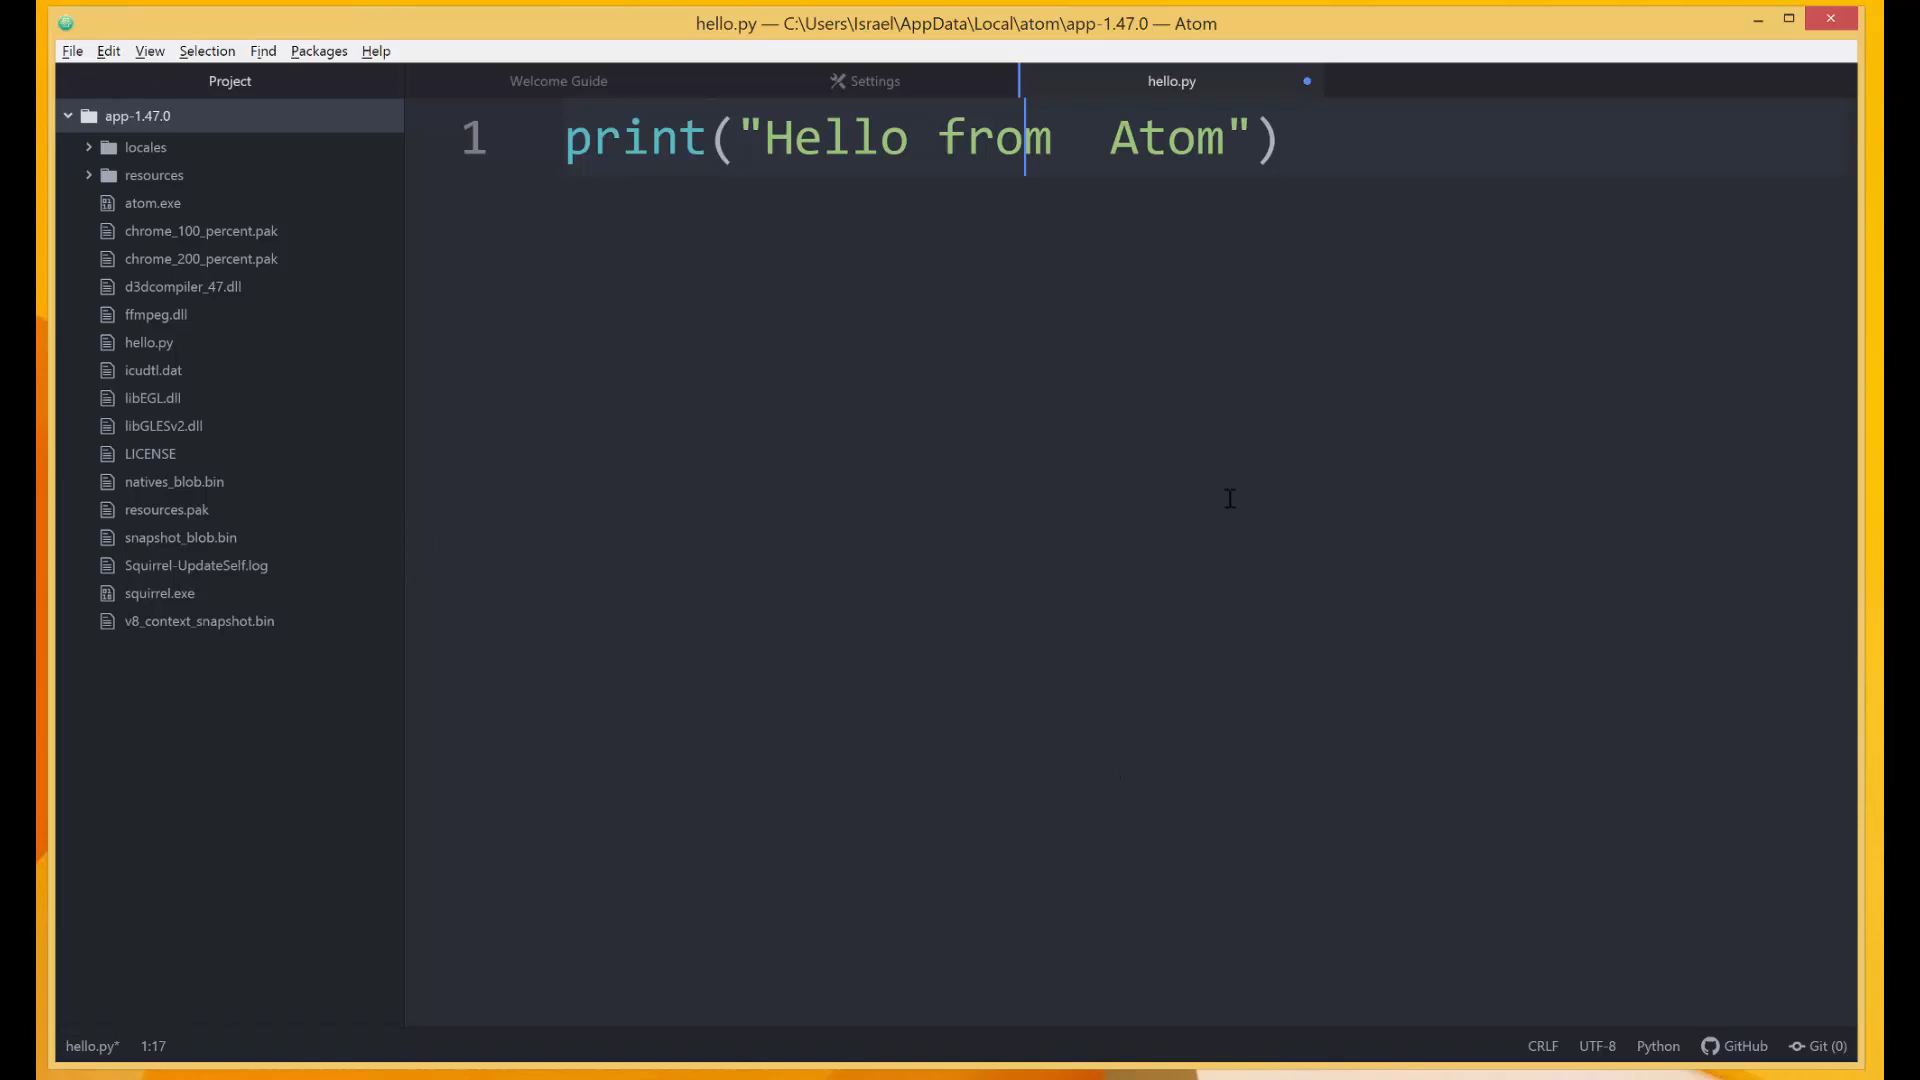 hello.py — C:\Users\Israel\AppData\Local\atom\app-1.47.0 — Atom
File Edit View Selection Find Packages Help
Project
Welcome Guide
Settings
hello.py
app-1.47.0
locales
resources
atom.exe
chrome_100_percent.pak
chrome_200_percent.pak
d3dcompiler_47.dll
ffmpeg.dll
hello.py
icudtl.dat
libEGL.dll
libGLESv2.dll
LICENSE
natives_blob.bin
resources.pak
snapshot_blob.bin
Squirrel-UpdateSelf.log
squirrel.exe
v8_context_snapshot.bin
1 print("Hello from  Atom")
hello.py* 1:17
CRLF UTF-8 Python GitHub Git (0)